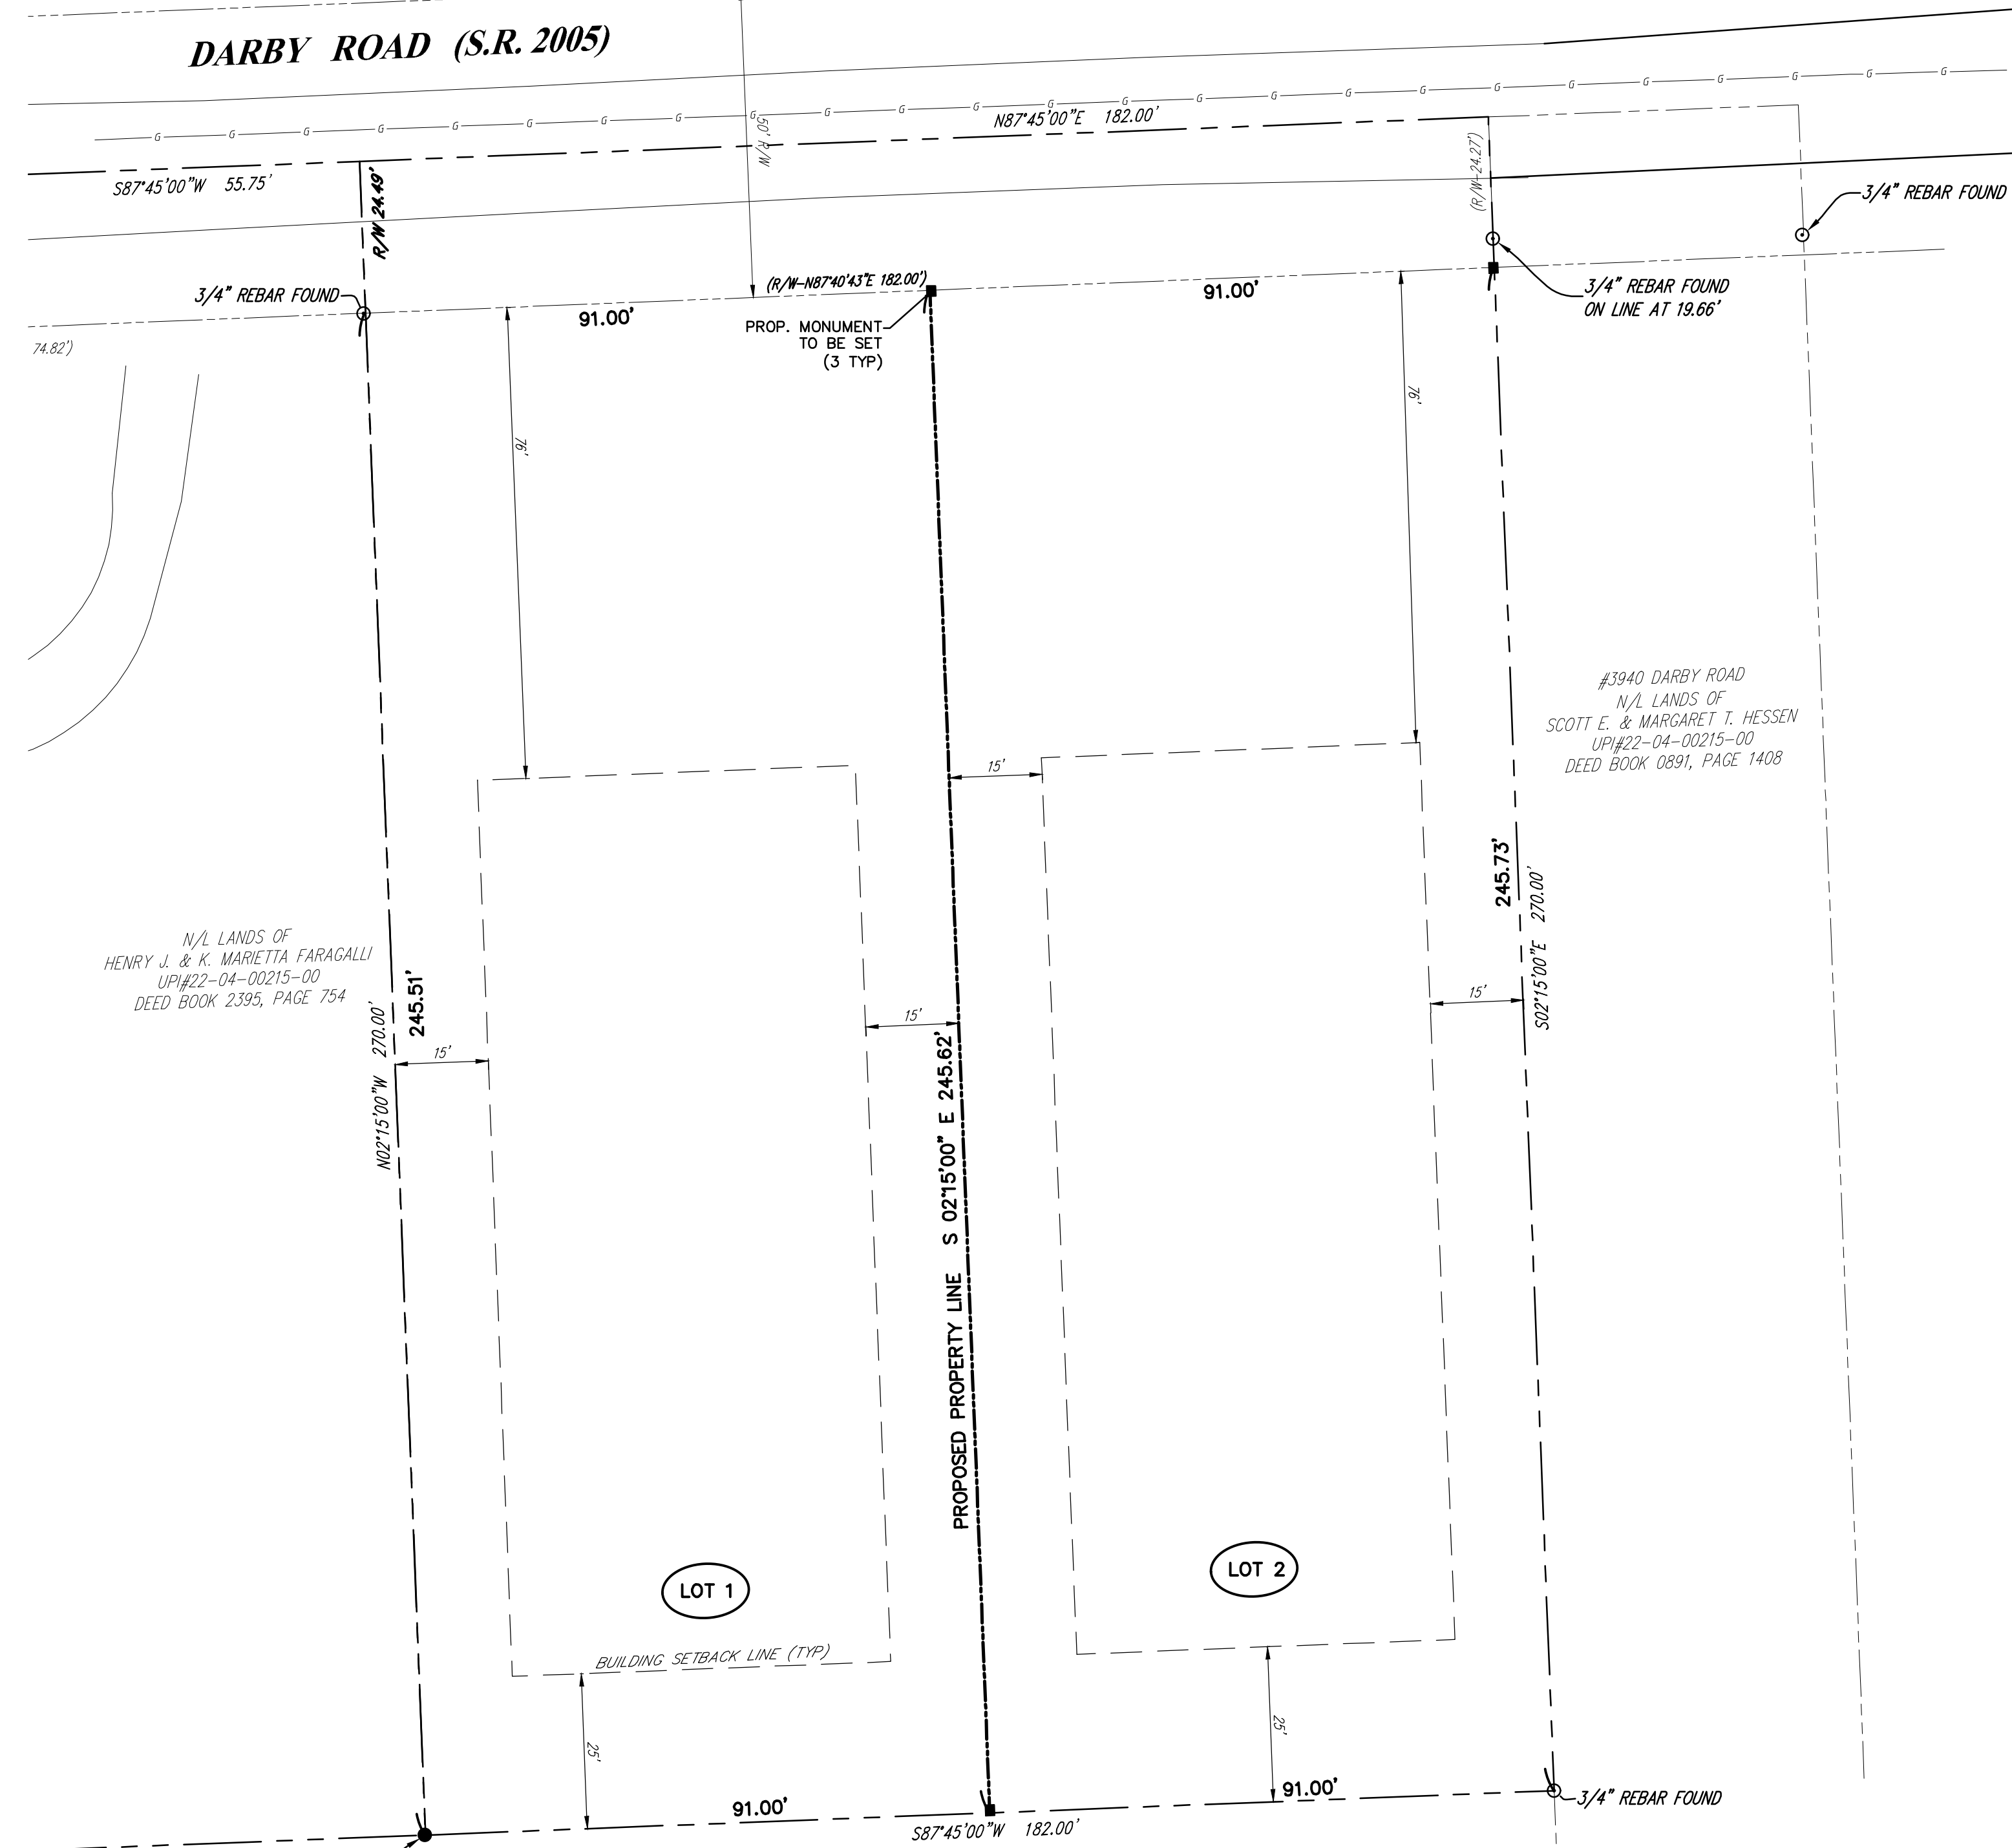 DARBY ROAD (S.R. 2005)
G G G G G G G G G G G G G G G G G G G G G G G G G
N87°45'00"E 182.00'
S87°45'00"W 55.75'
R/W 24.49'
50' R/W
(R/W-24.27')
3/4" REBAR FOUND
3/4" REBAR FOUND
(R/W-N87°40'43"E 182.00')
91.00'
91.00'
3/4" REBAR FOUND
ON LINE AT 19.66'
PROP. MONUMENT
TO BE SET
(3 TYP)
74.82')
76'
76'
#3940 DARBY ROAD
N/L LANDS OF
SCOTT E. & MARGARET T. HESSEN
UPI#22-04-00215-00
DEED BOOK 0891, PAGE 1408
15'
245.73'
S02°15'00"E 270.00'
N/L LANDS OF
HENRY J. & K. MARIETTA FARAGALLI
UPI#22-04-00215-00
DEED BOOK 2395, PAGE 754
245.51'
N02°15'00"W 270.00'
15'
15'
15'
PROPOSED PROPERTY LINE S 02°15'00" E 245.62'
LOT 1
LOT 2
BUILDING SETBACK LINE (TYP)
25'
25'
91.00'
91.00'
3/4" REBAR FOUND
S87°45'00"W 182.00'